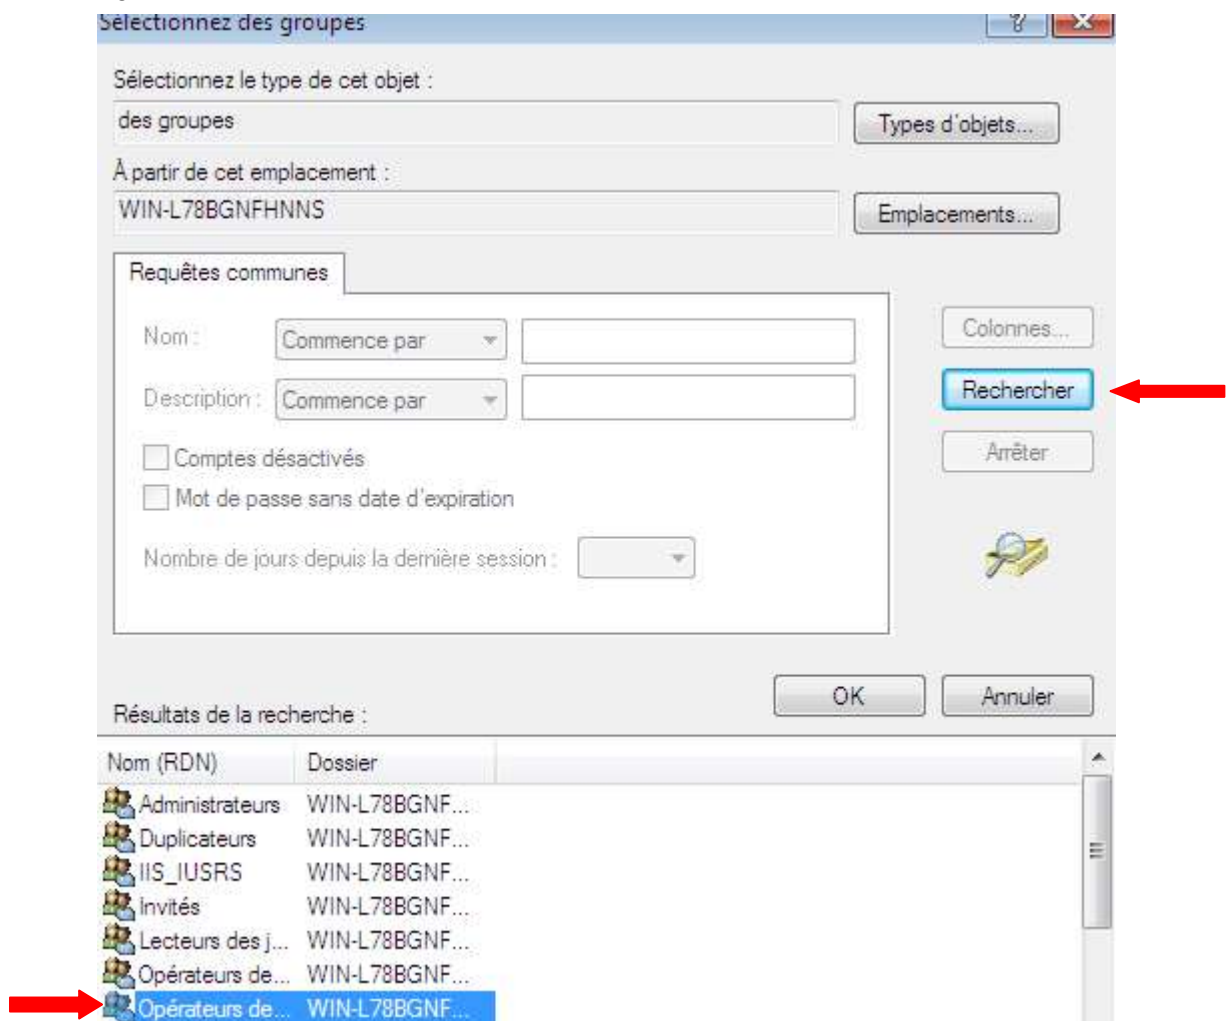 Sélectionnez des groupes
Sélectionnez le type de cet objet :
des groupes
Types d'objets...
À partir de cet emplacement :
WIN-L78BGNFHNNS
Emplacements...
Requêtes communes
Nom :
Commence par
Colonnes...
Description :
Commence par
Rechercher
Comptes désactivés
Arrêter
Mot de passe sans date d'expiration
Nombre de jours depuis la dernière session :
OK
Annuler
Résultats de la recherche :
Nom (RDN) Dossier
Administrateurs WIN-L78BGNF...
Duplicateurs WIN-L78BGNF...
IIS_IUSRS WIN-L78BGNF...
Invités WIN-L78BGNF...
Lecteurs des j... WIN-L78BGNF...
Opérateurs de... WIN-L78BGNF...
Opérateurs de... WIN-L78BGNF...